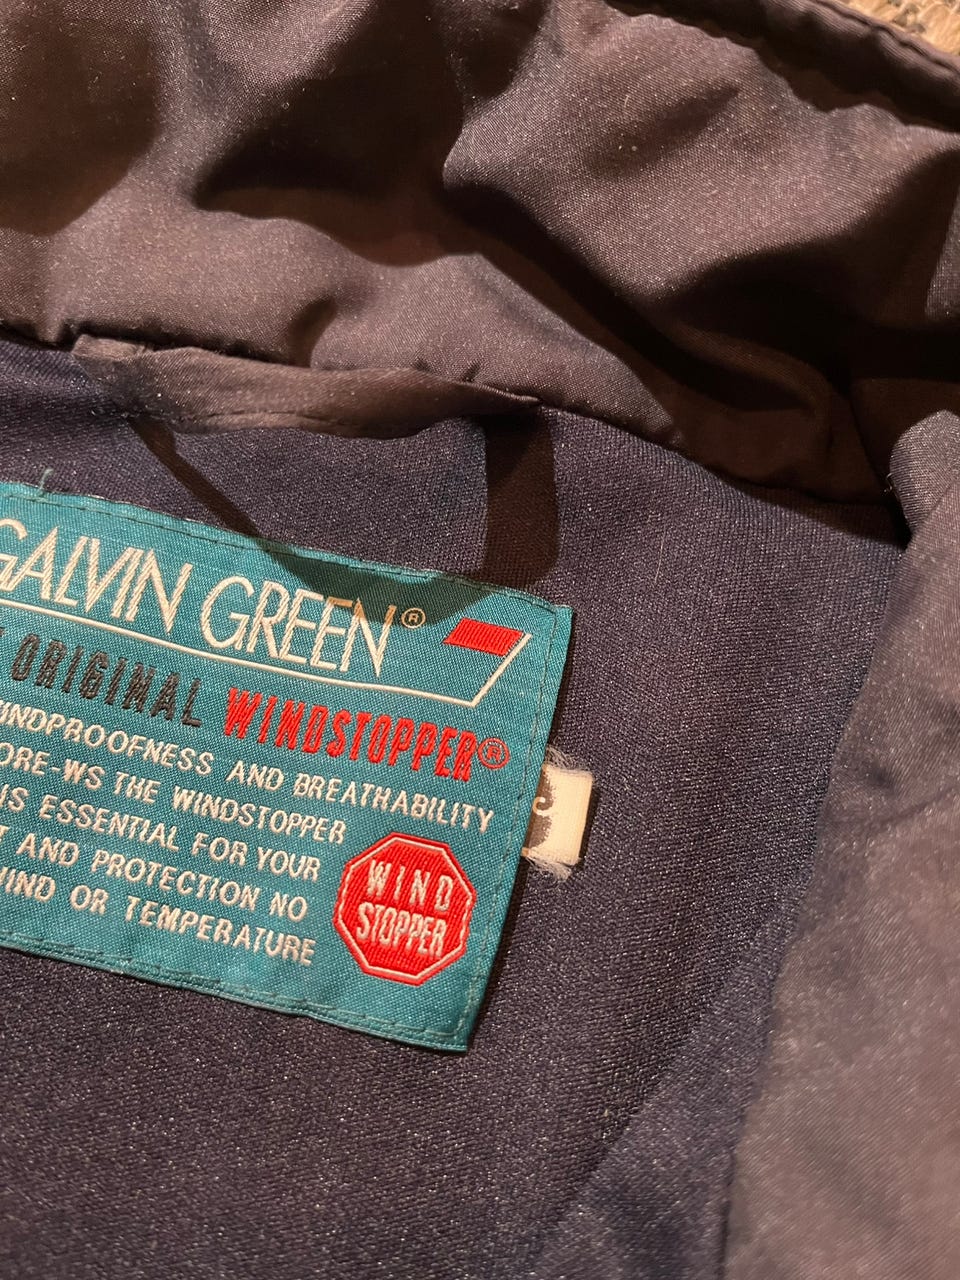 GALVIN GREEN®
ORIGINAL WINDSTOPPER®
WINDPROOFNESS AND BREATHABILITY
ORE-WS THE WINDSTOPPER
IS ESSENTIAL FOR YOUR
AND PROTECTION NO
WIND OR TEMPERATURE
WIND
STOPPER